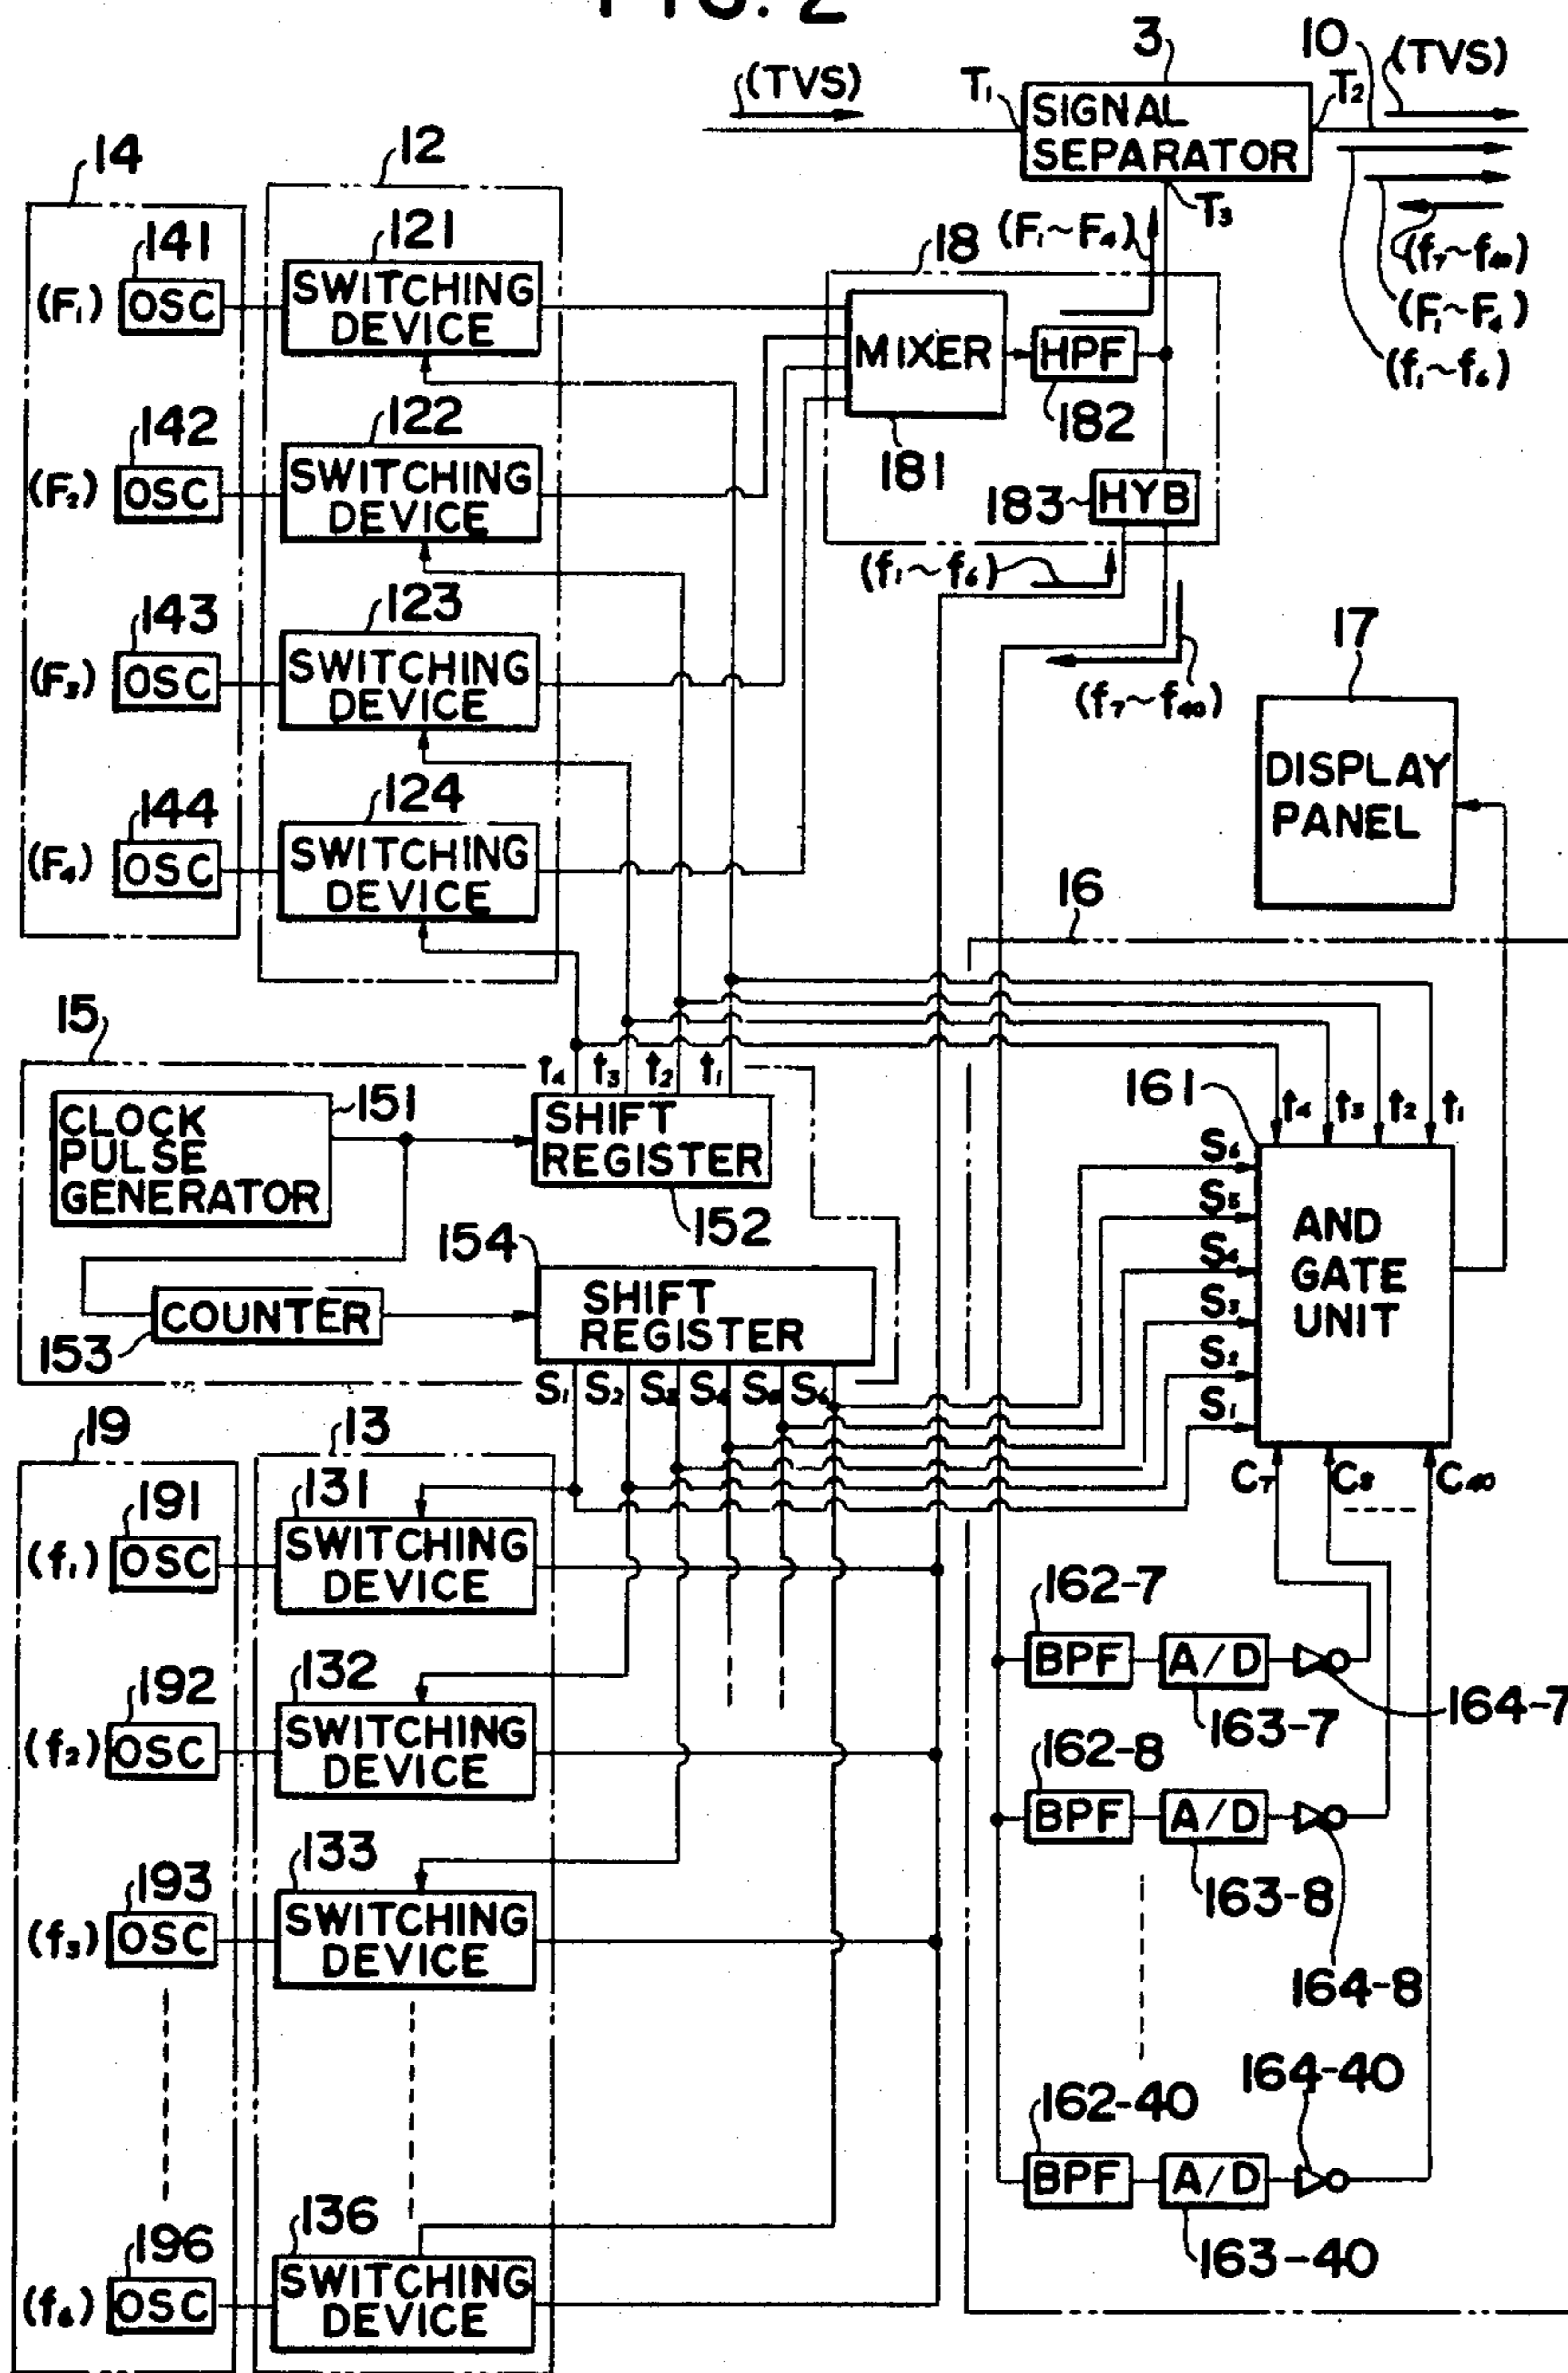 FIG. 2
3
10
(TVS)
(TVS)
T₁
T₂
SIGNAL
SEPARATOR
T₃
(f₇~f₄₀)
(F₁~F₄)
(f₁~f₆)
14
12
141
(F₁)
OSC
121
SWITCHING
DEVICE
142
(F₂)
OSC
122
SWITCHING
DEVICE
143
(F₃)
OSC
123
SWITCHING
DEVICE
144
(F₄)
OSC
124
SWITCHING
DEVICE
18
(F₁~F₄)
MIXER
HPF
182
181
183
HYB
(f₁~f₆)
(f₇~f₄₀)
17
DISPLAY
PANEL
16
15
CLOCK
PULSE
GENERATOR
151
t₄ t₃ t₂ t₁
SHIFT
REGISTER
152
154
SHIFT
REGISTER
COUNTER
153
S₁ S₂ S₃ S₄ S₅ S₆
161
t₄ t₃ t₂ t₁
S₆
S₅
S₄
S₃
S₂
S₁
AND
GATE
UNIT
C₇ C₈ C₄₀
19
13
191
(f₁)
OSC
131
SWITCHING
DEVICE
192
(f₂)
OSC
132
SWITCHING
DEVICE
193
(f₃)
OSC
133
SWITCHING
DEVICE
196
(f₆)
OSC
136
SWITCHING
DEVICE
162-7
BPF
A/D
163-7
164-7
162-8
BPF
A/D
163-8
164-8
162-40
BPF
A/D
163-40
164-40